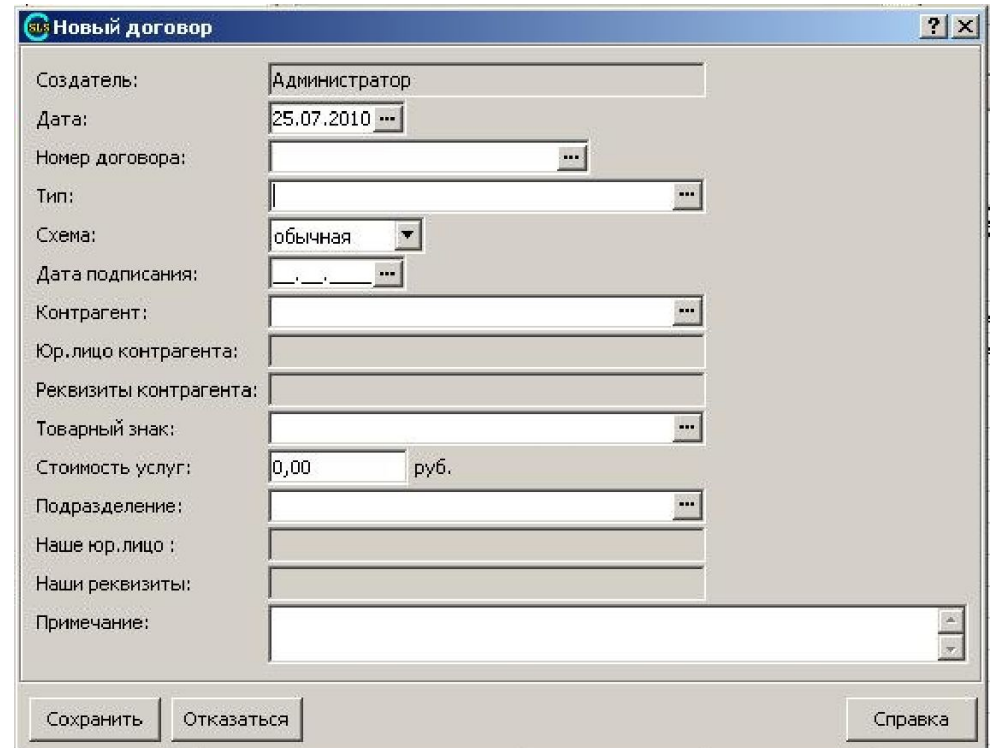 SLS Новый договор
Создатель: Администратор
Дата: 25.07.2010 ...
Номер договора: ...
Тип: ...
Схема: обычная
Дата подписания: __.__.____ ...
Контрагент: ...
Юр.лицо контрагента:
Реквизиты контрагента:
Товарный знак: ...
Стоимость услуг: 0,00 руб.
Подразделение: ...
Наше юр.лицо :
Наши реквизиты:
Примечание:
Сохранить Отказаться Справка